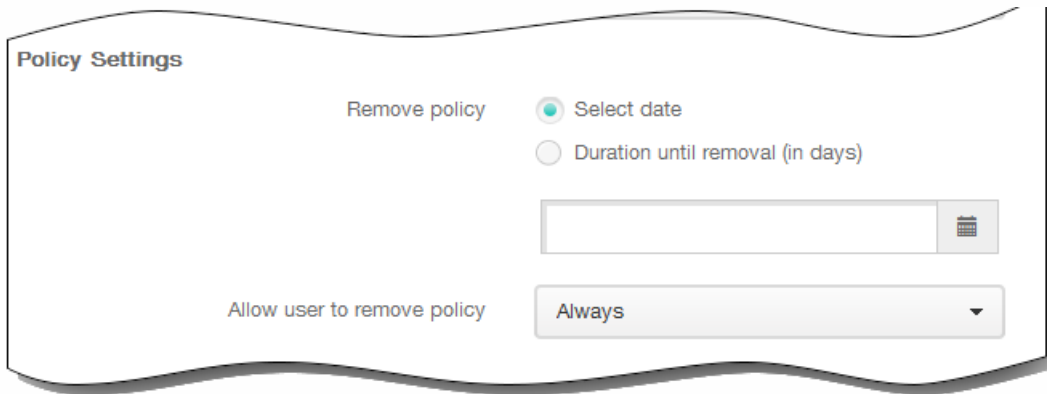 Policy Settings
Remove policy
Select date
Duration until removal (in days)
Allow user to remove policy
Always